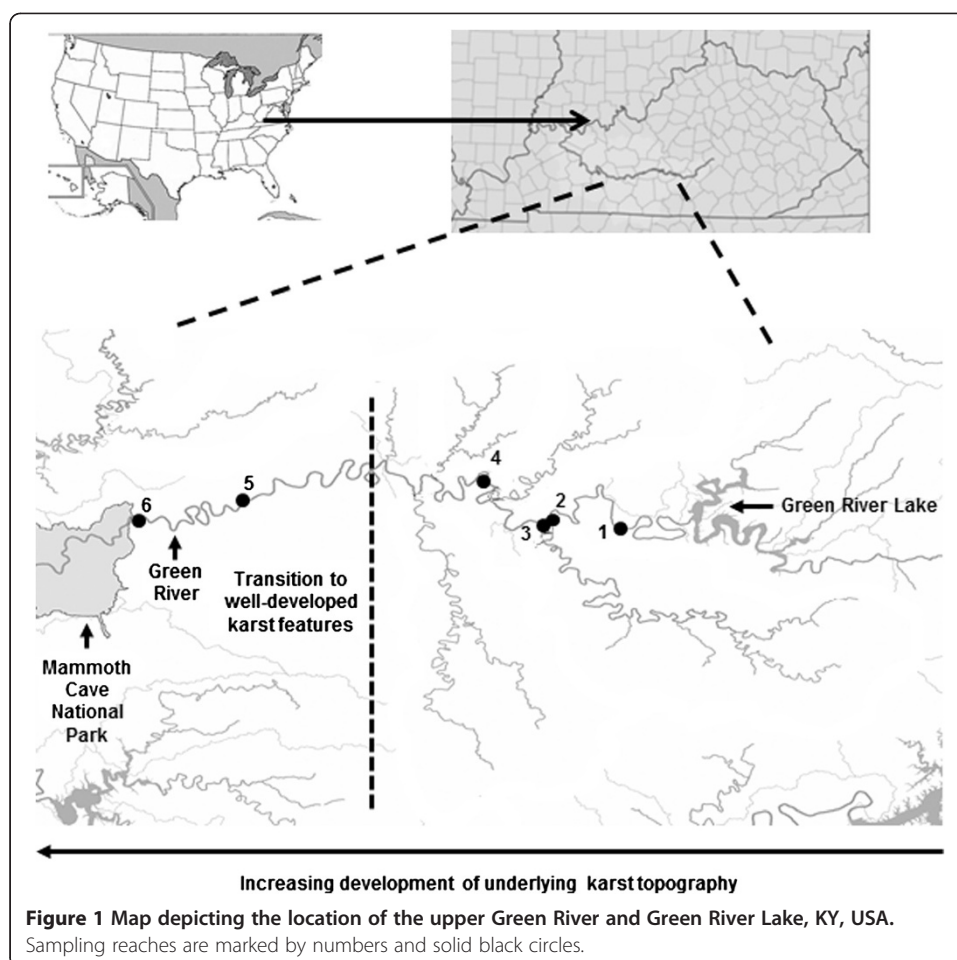 4
5
2
6
Green River Lake
3
1
Green
River
Transition to
well-developed
karst features
Mammoth
Cave
National
Park
Increasing development of underlying karst topography
Figure 1 Map depicting the location of the upper Green River and Green River Lake, KY, USA.
Sampling reaches are marked by numbers and solid black circles.